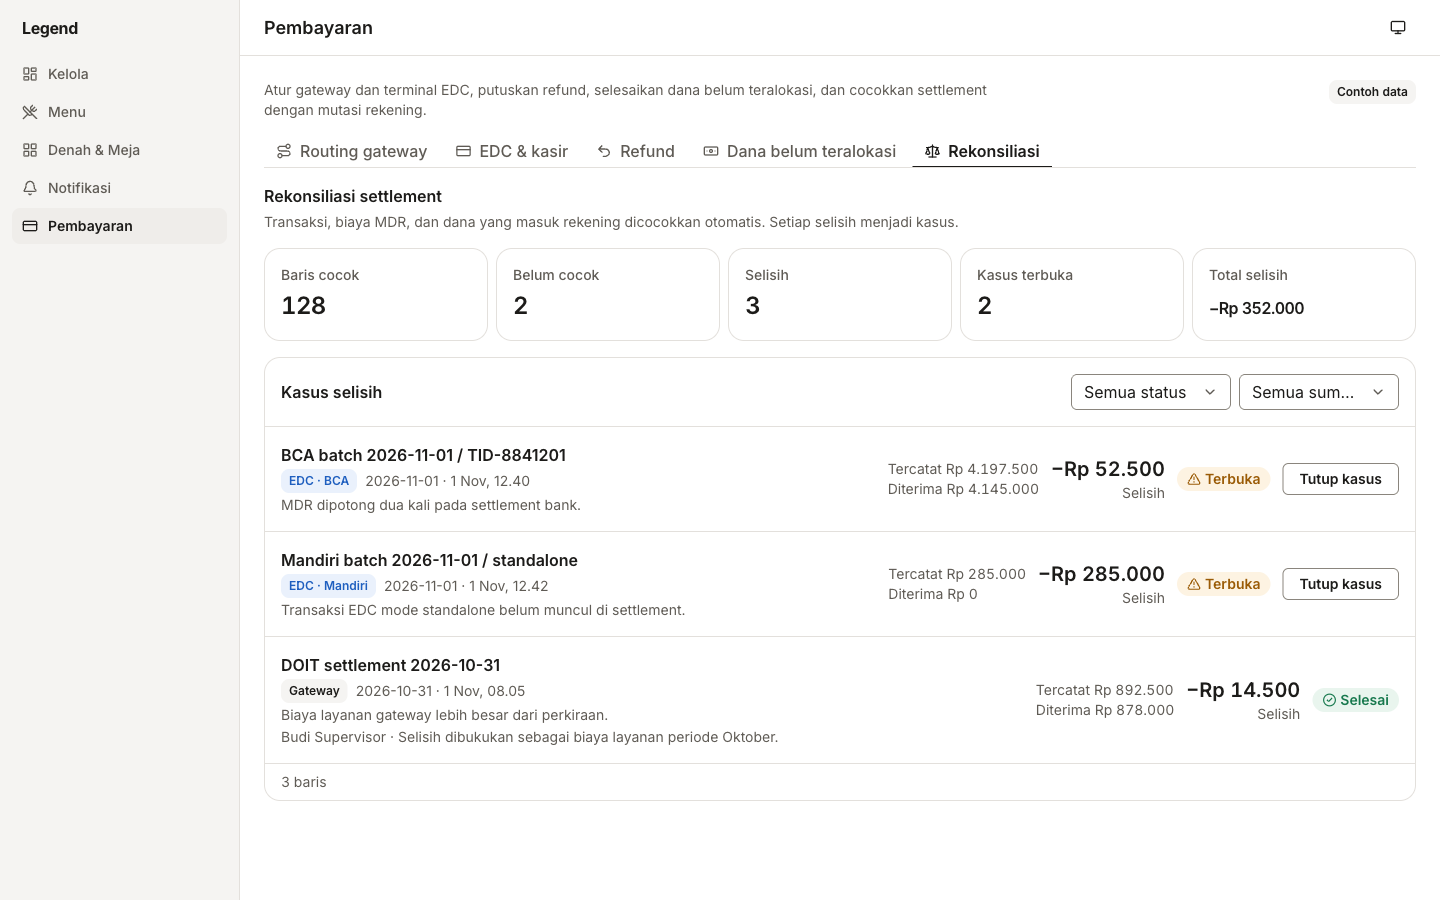 Legend
Kelola
Menu
Denah & Meja
Notifikasi
Pembayaran
Pembayaran
Atur gateway dan terminal EDC, putuskan refund, selesaikan dana belum teralokasi, dan cocokkan settlement
dengan mutasi rekening.
Contoh data
Routing gateway
EDC & kasir
Refund
Dana belum teralokasi
Rekonsiliasi
Rekonsiliasi settlement
Transaksi, biaya MDR, dan dana yang masuk rekening dicocokkan otomatis. Setiap selisih menjadi kasus.
Baris cocok
128
Belum cocok
2
Selisih
3
Kasus terbuka
2
Total selisih
−Rp 352.000
Kasus selisih
Semua status
Semua sum...
BCA batch 2026-11-01 / TID-8841201
EDC · BCA 2026-11-01 · 1 Nov, 12.40
MDR dipotong dua kali pada settlement bank.
Tercatat Rp 4.197.500
Diterima Rp 4.145.000
−Rp 52.500
Selisih
Terbuka
Tutup kasus
Mandiri batch 2026-11-01 / standalone
EDC · Mandiri 2026-11-01 · 1 Nov, 12.42
Transaksi EDC mode standalone belum muncul di settlement.
Tercatat Rp 285.000
Diterima Rp 0
−Rp 285.000
Selisih
Terbuka
Tutup kasus
DOIT settlement 2026-10-31
Gateway 2026-10-31 · 1 Nov, 08.05
Biaya layanan gateway lebih besar dari perkiraan.
Budi Supervisor · Selisih dibukukan sebagai biaya layanan periode Oktober.
Tercatat Rp 892.500
Diterima Rp 878.000
−Rp 14.500
Selisih
Selesai
3 baris